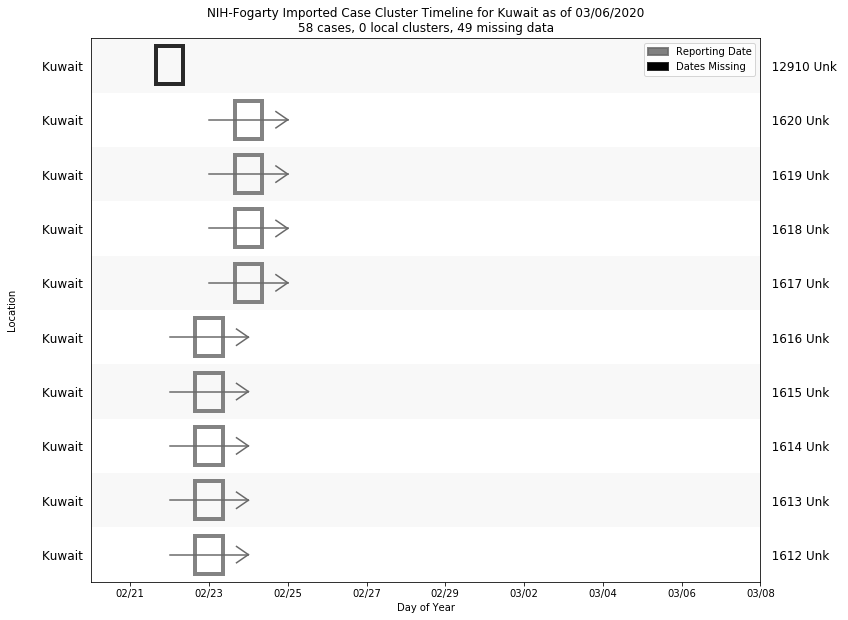 NIH-Fogarty Imported Case Cluster Timeline for Kuwait as of 03/06/2020
58 cases, 0 local clusters, 49 missing data
Reporting Date
Dates Missing
Kuwait 12910 Unk
Kuwait 1620 Unk
Kuwait 1619 Unk
Kuwait 1618 Unk
Kuwait 1617 Unk
Kuwait 1616 Unk
Kuwait 1615 Unk
Kuwait 1614 Unk
Kuwait 1613 Unk
Kuwait 1612 Unk
Location
02/21 02/23 02/25 02/27 02/29 03/02 03/04 03/06 03/08
Day of Year